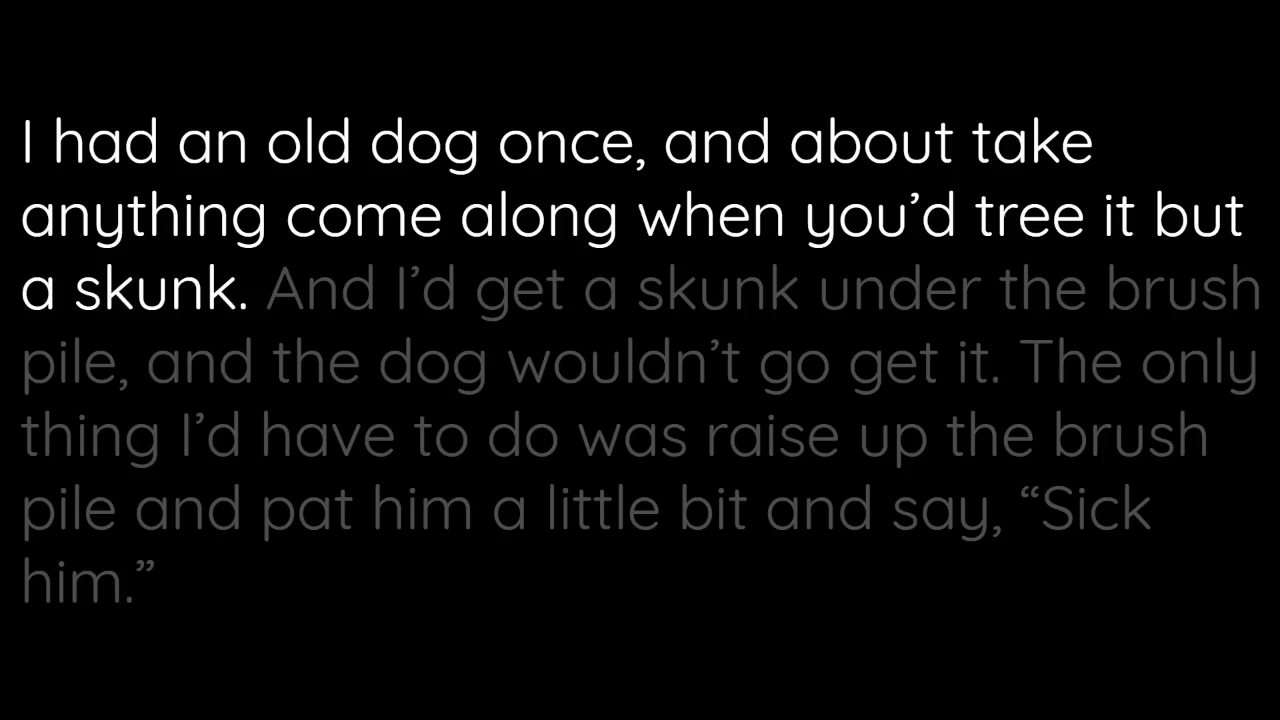 I had an old dog once, and about take
anything come along when you’d tree it but
a skunk. And I’d get a skunk under the brush
pile, and the dog wouldn’t go get it. The only
thing I’d have to do was raise up the brush
pile and pat him a little bit and say, “Sick
him.”